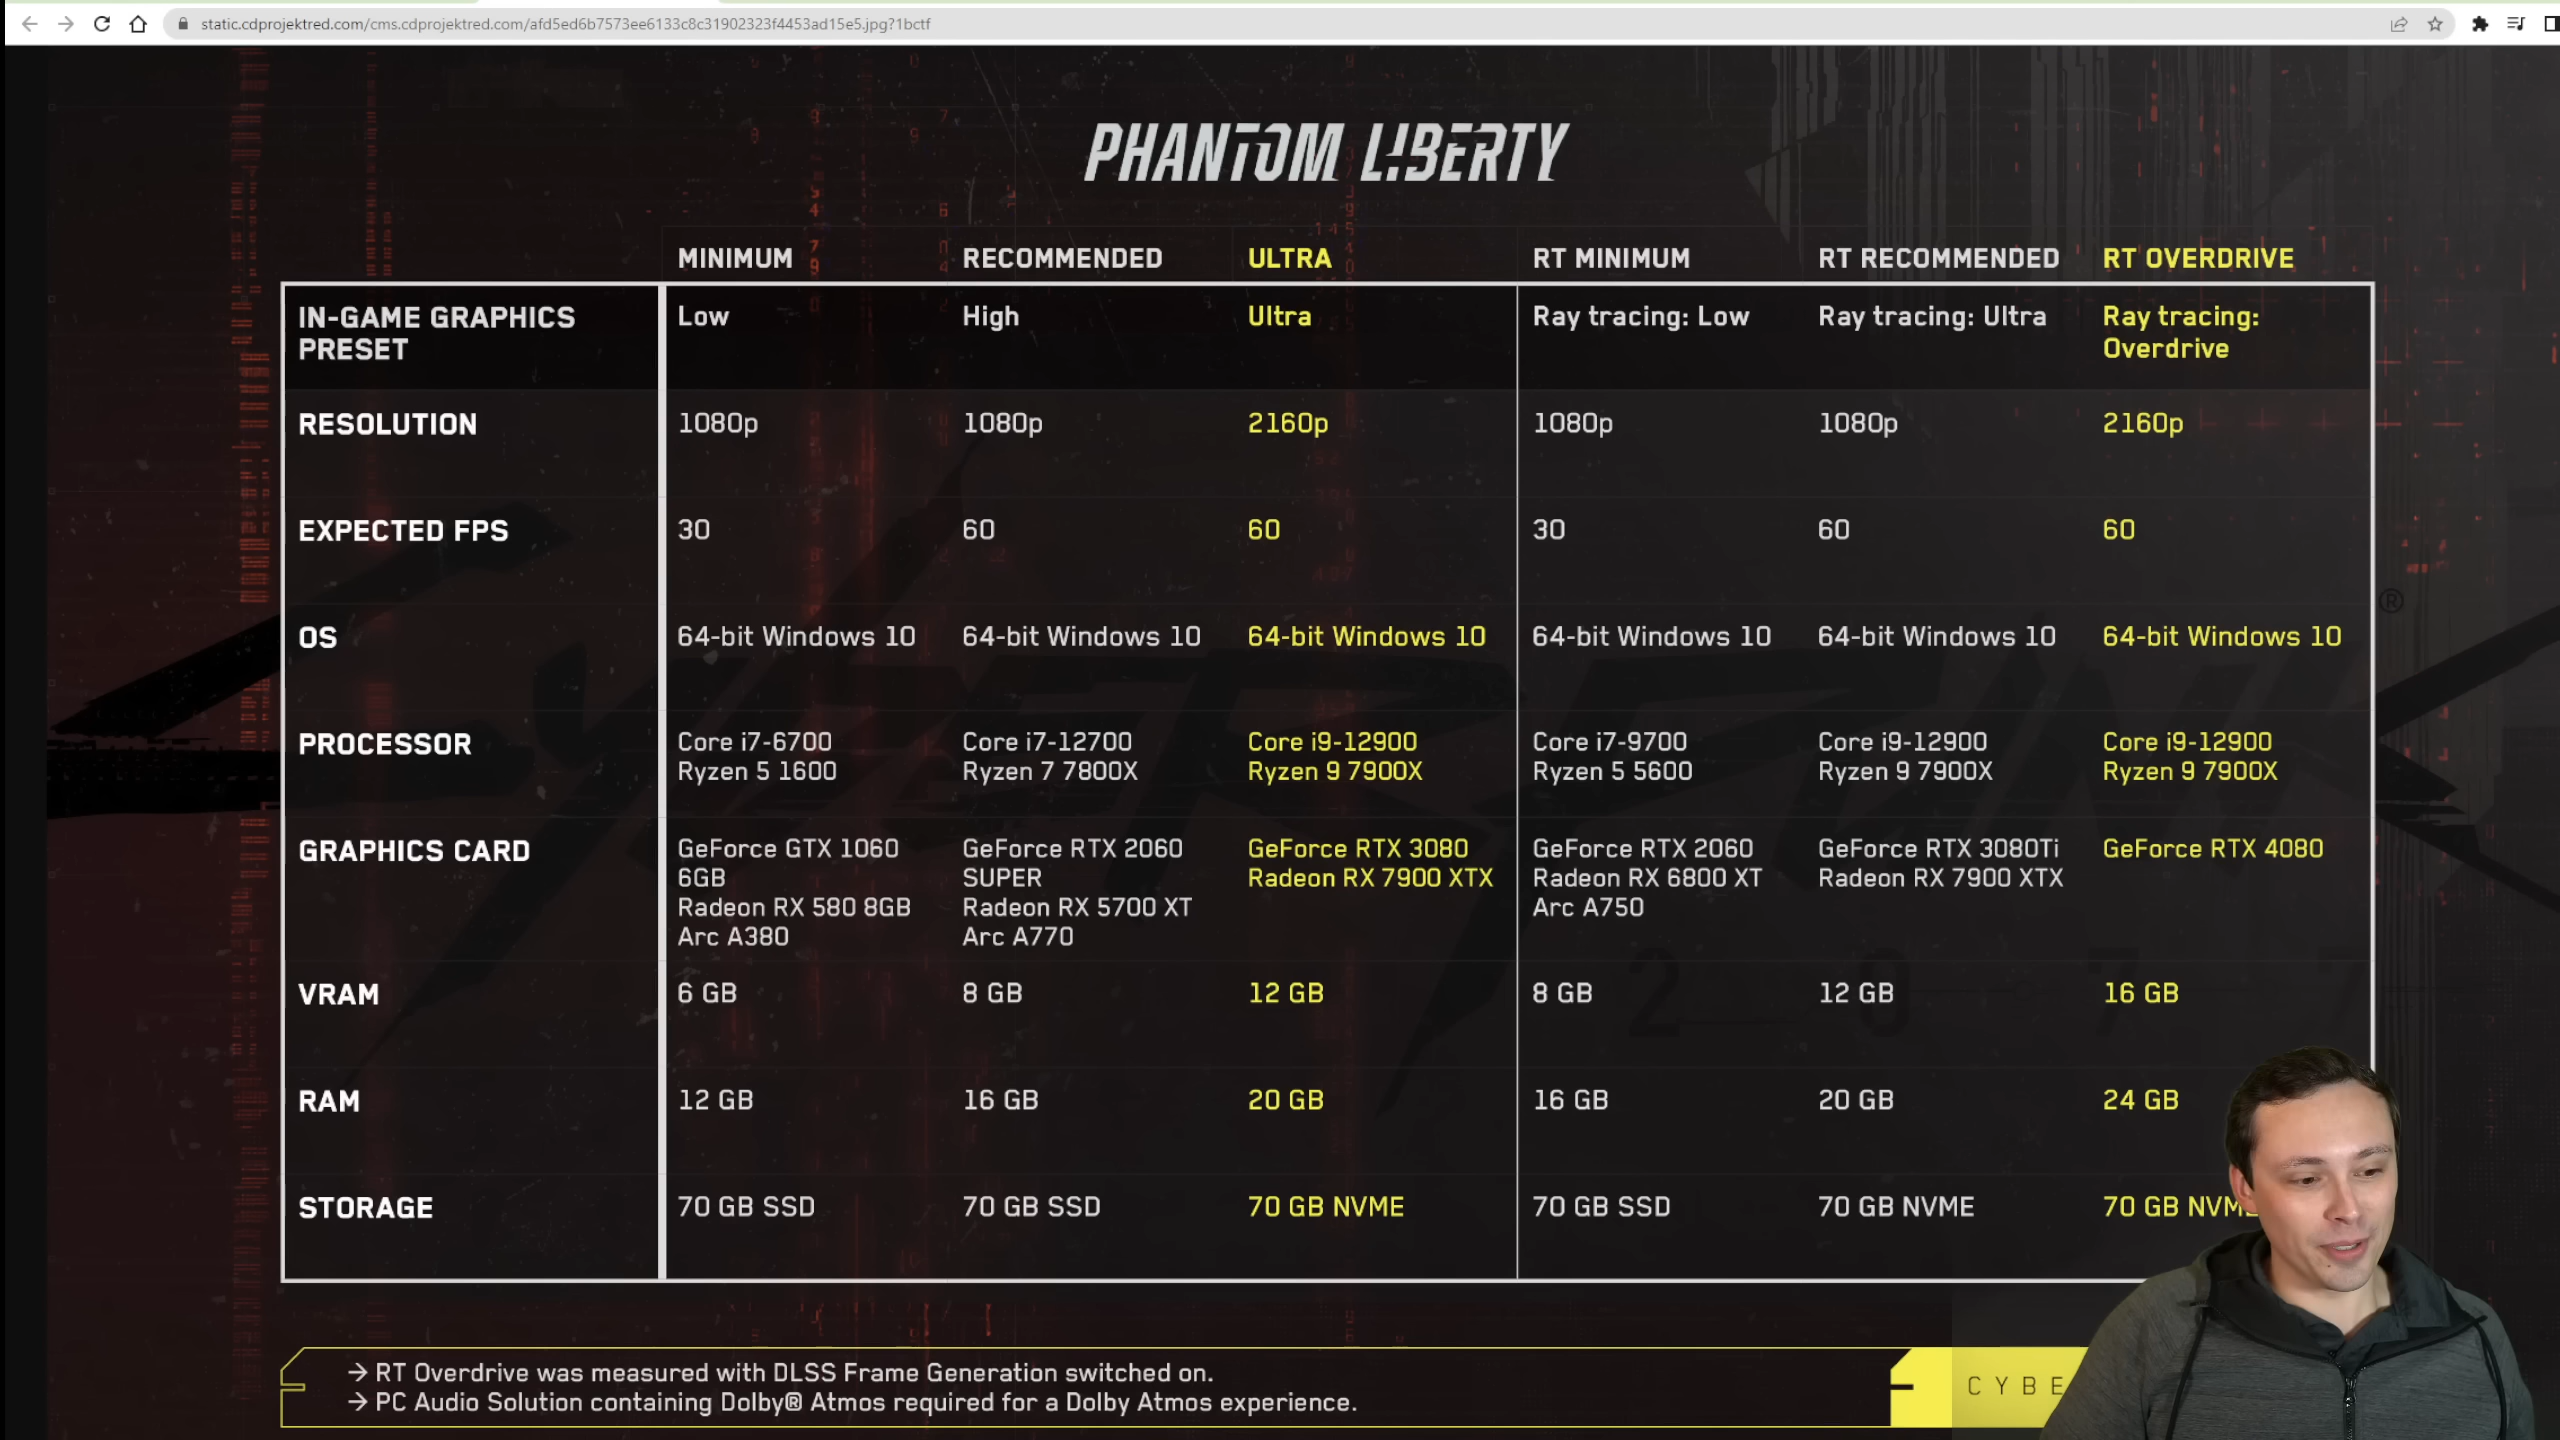 static.cdprojektred.com/cms.cdprojektred.com/afd5ed6b7573ee6133c8c31902323f4453ad15e5.jpg?1bctf
PHANTOM LIBERTY
MINIMUM RECOMMENDED ULTRA RT MINIMUM RT RECOMMENDED RT OVERDRIVE
IN-GAME GRAPHICS PRESET Low High Ultra Ray tracing: Low Ray tracing: Ultra Ray tracing: Overdrive
RESOLUTION 1080p 1080p 2160p 1080p 1080p 2160p
EXPECTED FPS 30 60 60 30 60 60
OS 64-bit Windows 10 64-bit Windows 10 64-bit Windows 10 64-bit Windows 10 64-bit Windows 10 64-bit Windows 10
®
PROCESSOR Core i7-6700 Core i7-12700 Core i9-12900 Core i7-9700 Core i9-12900 Core i9-12900
Ryzen 5 1600 Ryzen 7 7800X Ryzen 9 7900X Ryzen 5 5600 Ryzen 9 7900X Ryzen 9 7900X
GRAPHICS CARD GeForce GTX 1060 GeForce RTX 2060 GeForce RTX 3080 GeForce RTX 2060 GeForce RTX 3080Ti GeForce RTX 4080
6GB SUPER Radeon RX 7900 XTX Radeon RX 6800 XT Radeon RX 7900 XTX
Radeon RX 580 8GB Radeon RX 5700 XT Arc A750
Arc A380 Arc A770
VRAM 6 GB 8 GB 12 GB 8 GB 12 GB 16 GB
RAM 12 GB 16 GB 20 GB 16 GB 20 GB 24 GB
STORAGE 70 GB SSD 70 GB SSD 70 GB NVME 70 GB SSD 70 GB NVME 70 GB NVM
→ RT Overdrive was measured with DLSS Frame Generation switched on.
→ PC Audio Solution containing Dolby® Atmos required for a Dolby Atmos experience.
CYBE